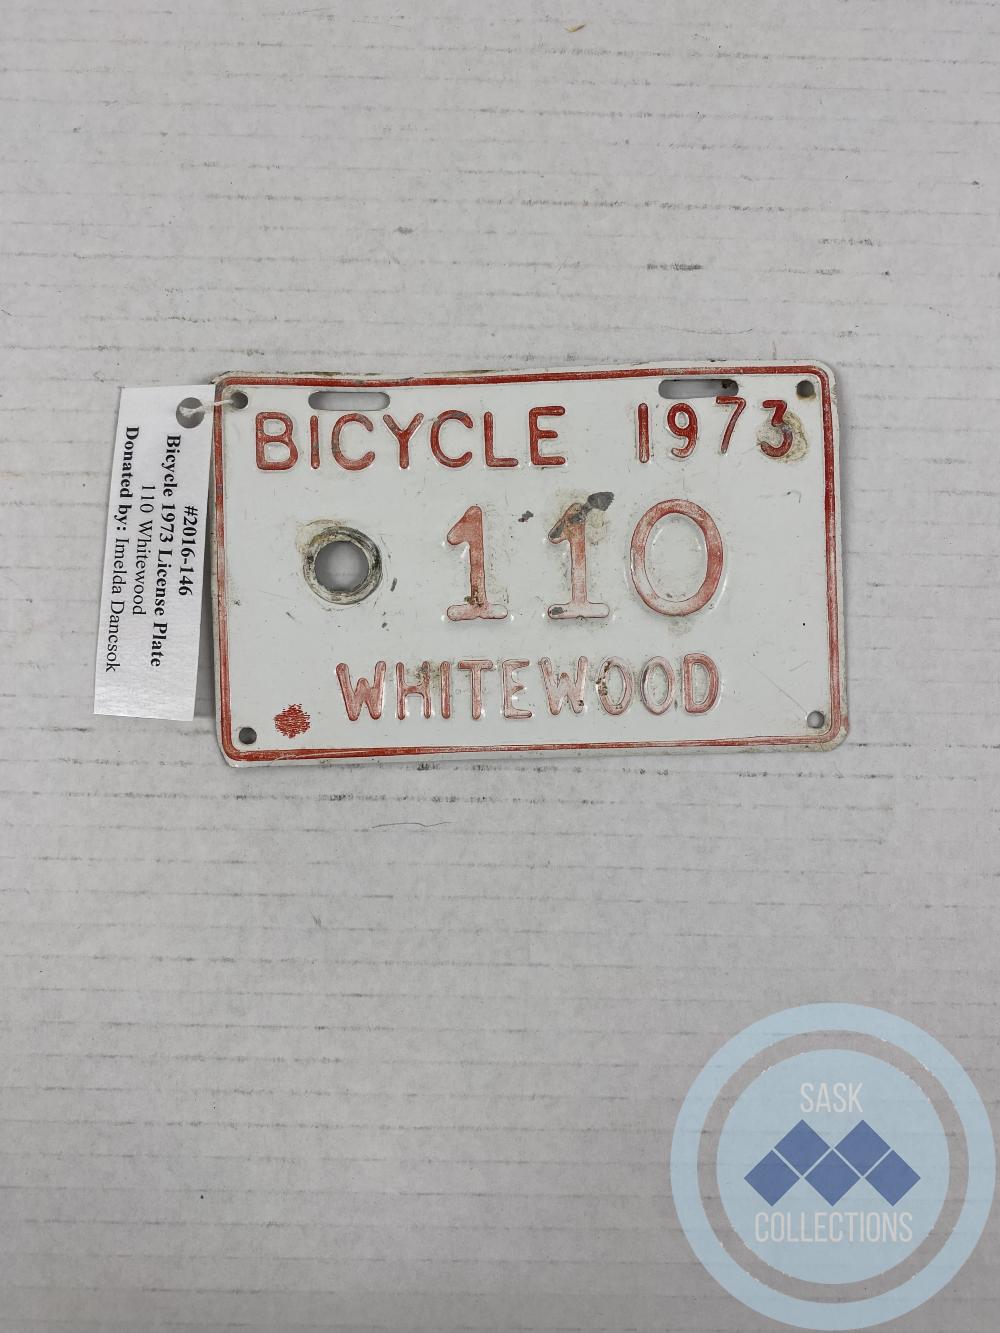 BICYCLE 1973
110
WHITEWOOD
#2016-146
Bicycle 1973 License Plate
110 Whitewood
Donated by: Imelda Dancsok
SASK
COLLECTIONS